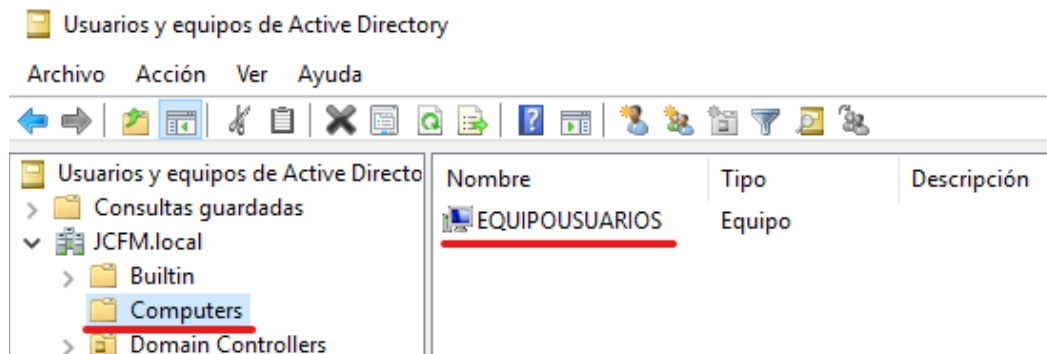 Usuarios y equipos de Active Directory
Archivo Acción Ver Ayuda
Usuarios y equipos de Active Directo
Consultas guardadas
JCFM.local
Builtin
Computers
Domain Controllers
Nombre Tipo Descripción
EQUIPOUSUARIOS Equipo